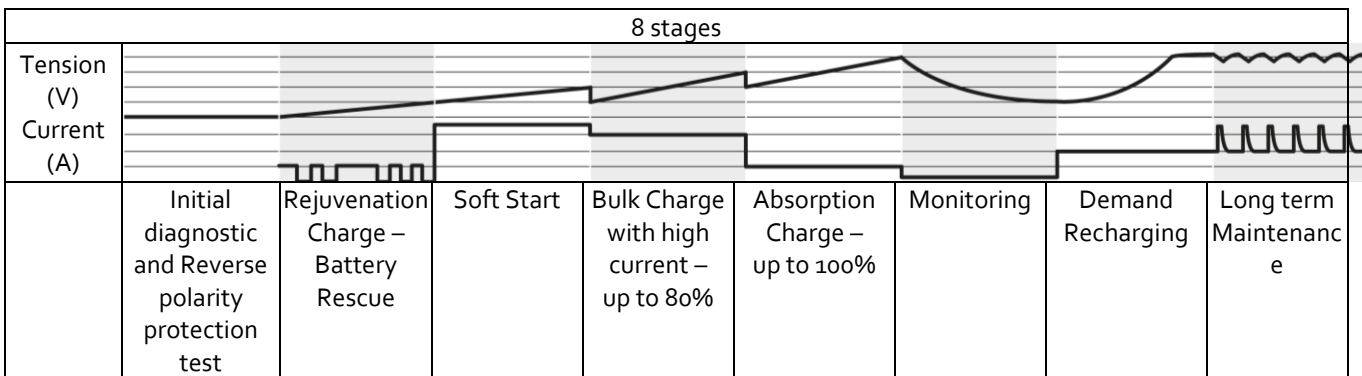 8 stages
Tension
(V)
Current
(A)
Initial
diagnostic
and Reverse
polarity
protection
test
Rejuvenation
Charge –
Battery
Rescue
Soft Start
Bulk Charge
with high
current –
up to 80%
Absorption
Charge –
up to 100%
Monitoring
Demand
Recharging
Long term
Maintenanc
e